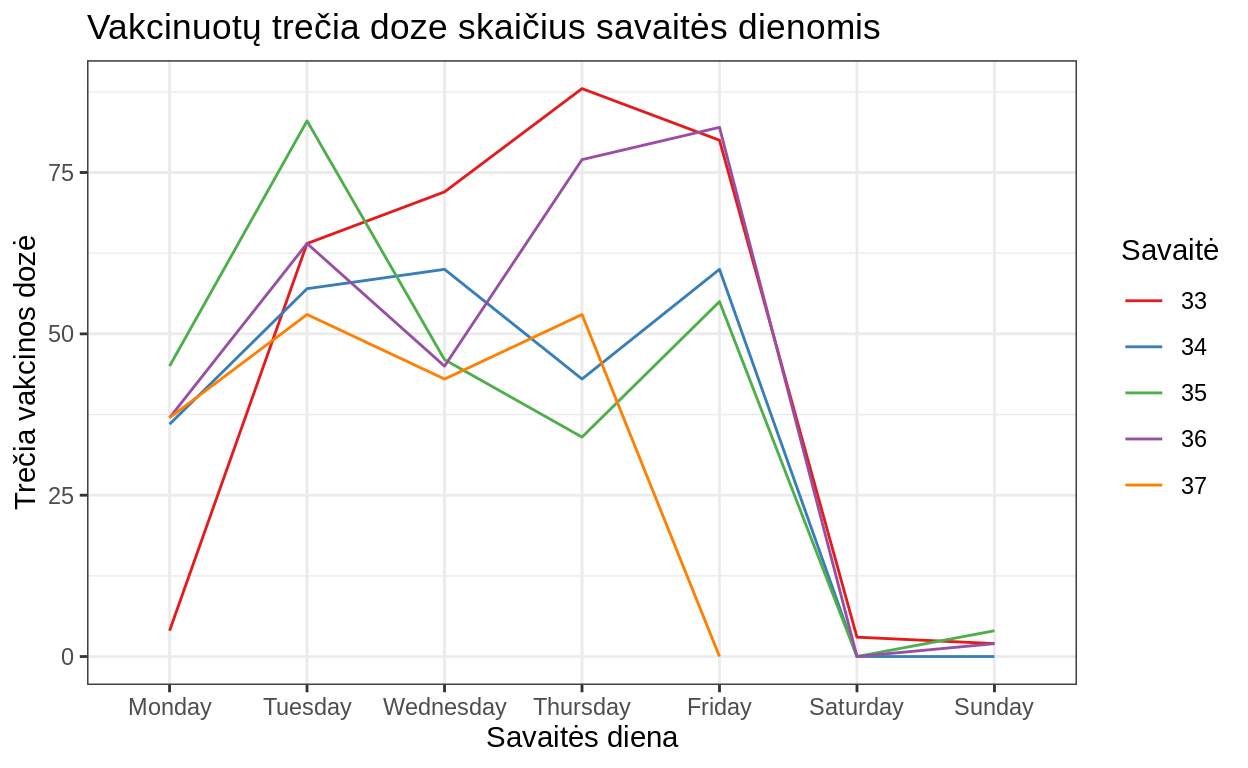 Vakcinuotų trečia doze skaičius savaitės dienomis
Trečia vakcinos dozė
75
50
25
0
Monday Tuesday Wednesday Thursday Friday Saturday Sunday
Savaitės diena
Savaitė
33
34
35
36
37